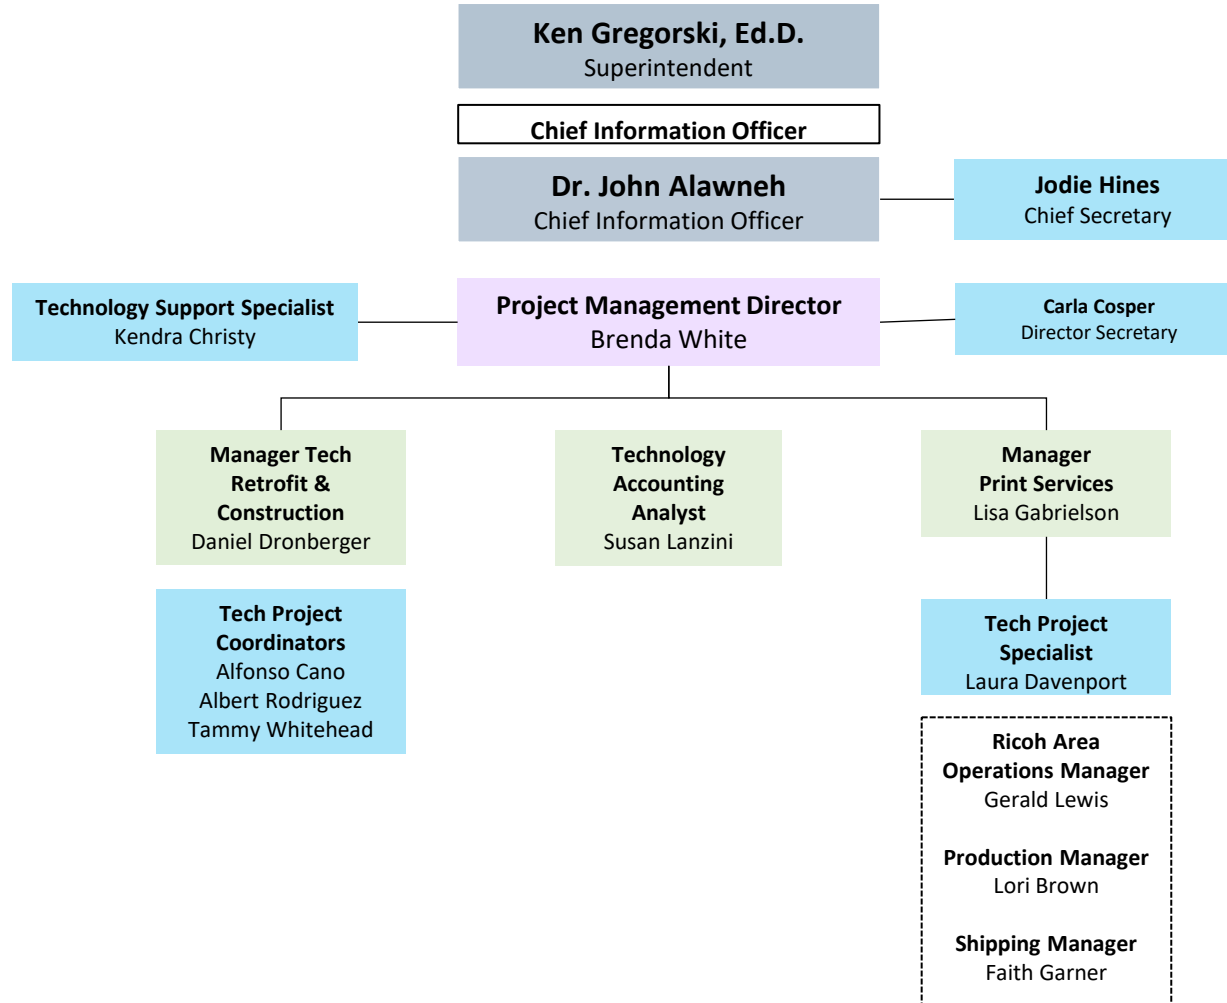 Ken Gregorski, Ed.D.
Superintendent
Chief Information Officer
Dr. John Alawneh
Chief Information Officer
Jodie Hines
Chief Secretary
Technology Support Specialist
Kendra Christy
Project Management Director
Brenda White
Carla Cosper
Director Secretary
Manager Tech
Retrofit &
Construction
Daniel Dronberger
Technology
Accounting
Analyst
Susan Lanzini
Manager
Print Services
Lisa Gabrielson
Tech Project
Coordinators
Alfonso Cano
Albert Rodriguez
Tammy Whitehead
Tech Project
Specialist
Laura Davenport
Ricoh Area
Operations Manager
Gerald Lewis
Production Manager
Lori Brown
Shipping Manager
Faith Garner